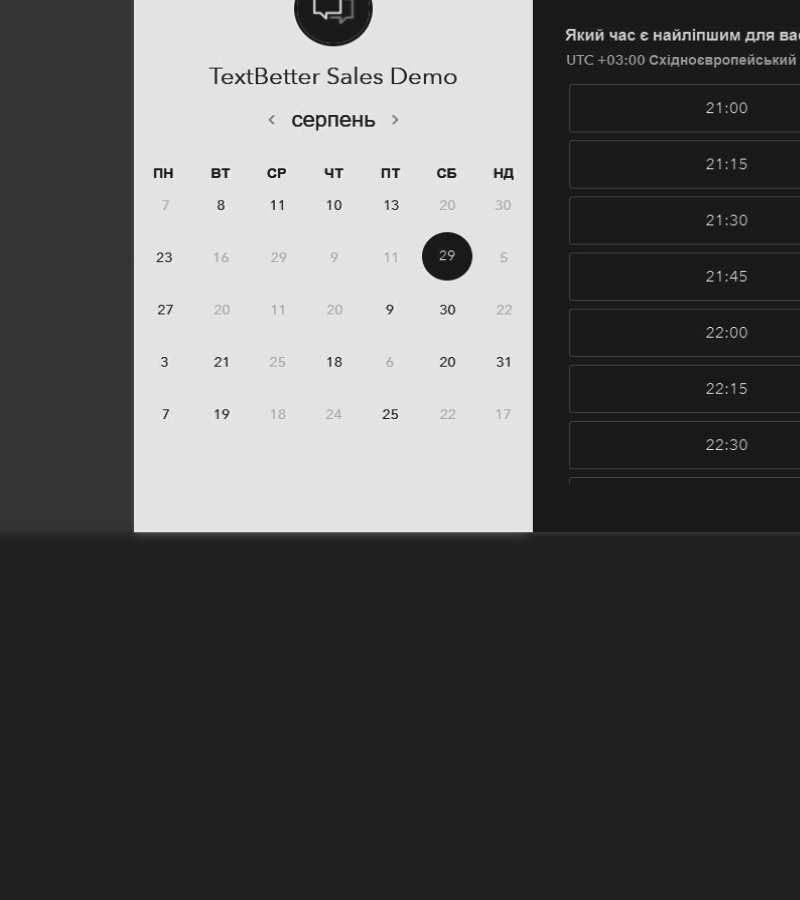 TextBetter Sales Demo
‹ серпень ›
ПН ВТ СР ЧТ ПТ СБ НД
7 8 11 10 13 20 30
23 16 29 9 11 29 5
27 20 11 20 9 30 22
3 21 25 18 6 20 31
7 19 18 24 25 22 17
Який час є найліпшим для
UTC +03:00 Східноєвропейський
21:00
21:15
21:30
21:45
22:00
22:15
22:30